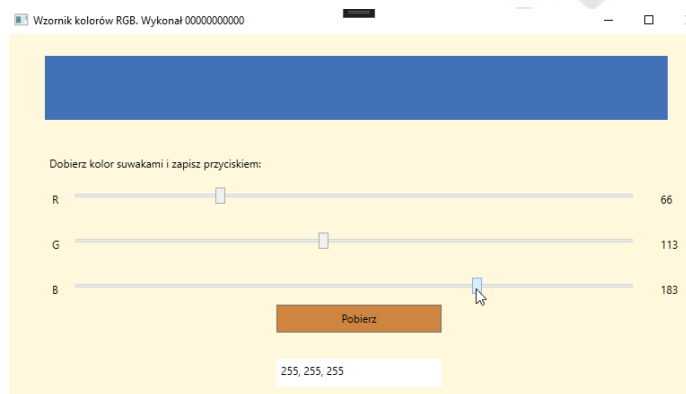 Wzornik kolorów RGB. Wykonał 00000000000
Dobierz kolor suwakami i zapisz przyciskiem:
R 66
G 113
B 183
Pobierz
255, 255, 255